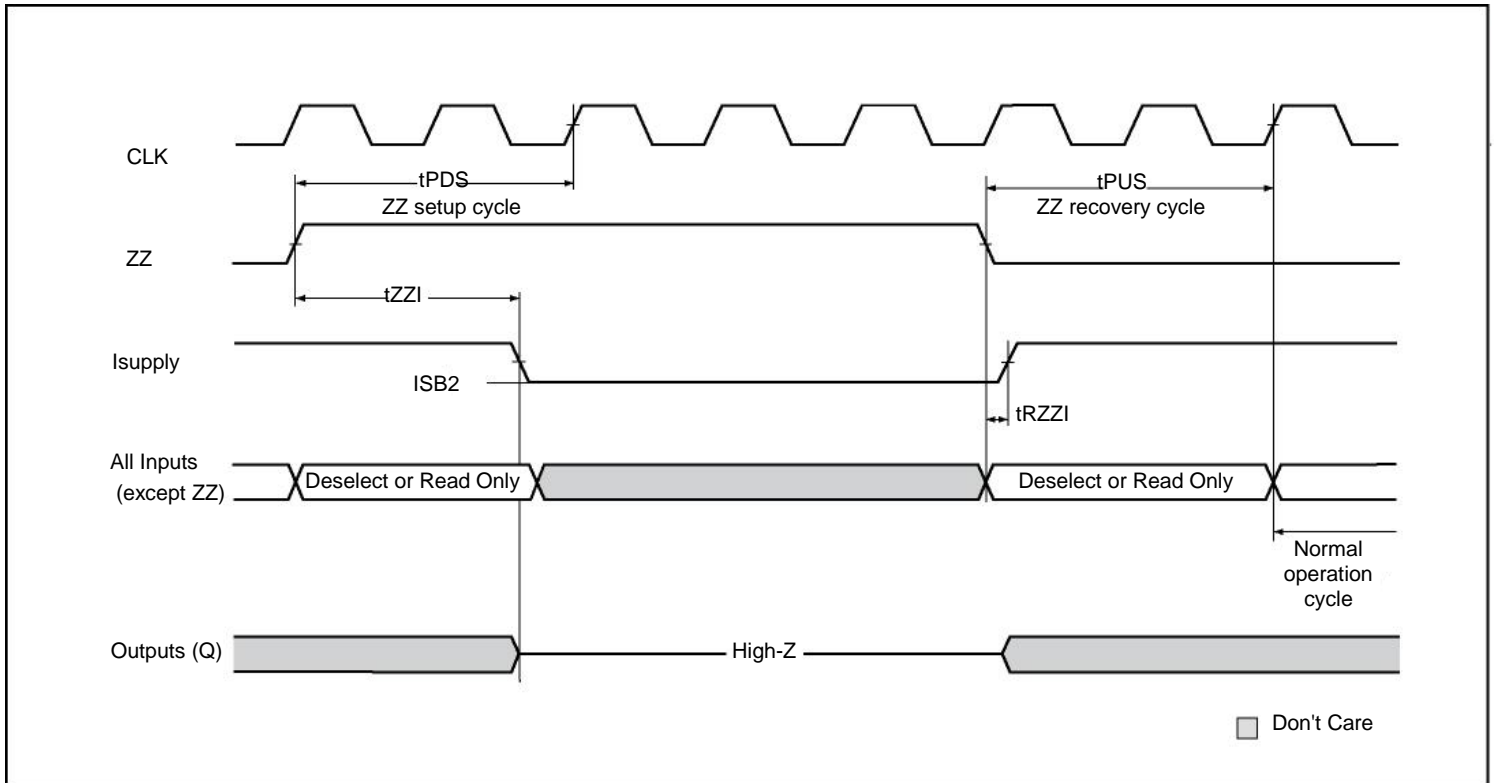 CLK
tPDS
ZZ setup cycle
tPUS
ZZ recovery cycle
ZZ
tZZI
Isupply
ISB2
tRZZI
All Inputs
(except ZZ)
Deselect or Read Only
Deselect or Read Only
Normal
operation
cycle
Outputs (Q)
High-Z
Don't Care